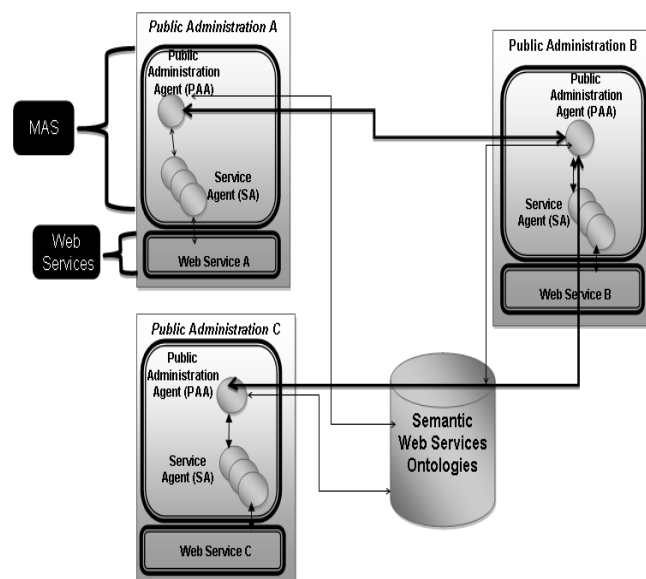 Public Administration A
Public
Administration
Agent (PAA)
Service
Agent (SA)
Web Service A
MAS
Web
Services
Public Administration B
Public
Administration
Agent (PAA)
Service
Agent (SA)
Web Service B
Public Administration C
Public
Administration
Agent (PAA)
Service
Agent (SA)
Web Service C
Semantic
Web Services
Ontologies